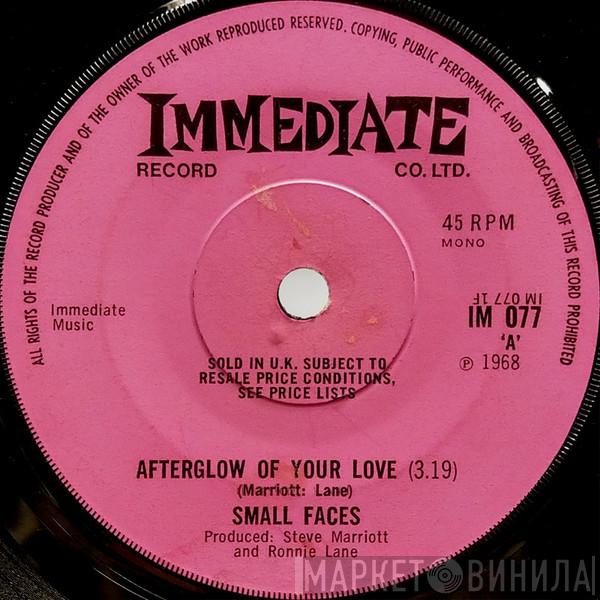 ALL RIGHTS OF THE RECORD PRODUCER AND OF THE OWNER OF THE WORK REPRODUCED RESERVED. COPYING, PUBLIC PERFORMANCE AND BROADCASTING OF THIS RECORD PROHIBITED
IMMEDIATE
RECORD CO. LTD.
45 RPM
MONO
Immediate
Music
IM 077 1F
IM 077
'A'
℗ 1968
SOLD IN U.K. SUBJECT TO
RESALE PRICE CONDITIONS,
SEE PRICE LISTS
AFTERGLOW OF YOUR LOVE (3.19)
(Marriott: Lane)
SMALL FACES
Produced: Steve Marriott
and Ronnie Lane
МАРКЕТ ВИНИЛА